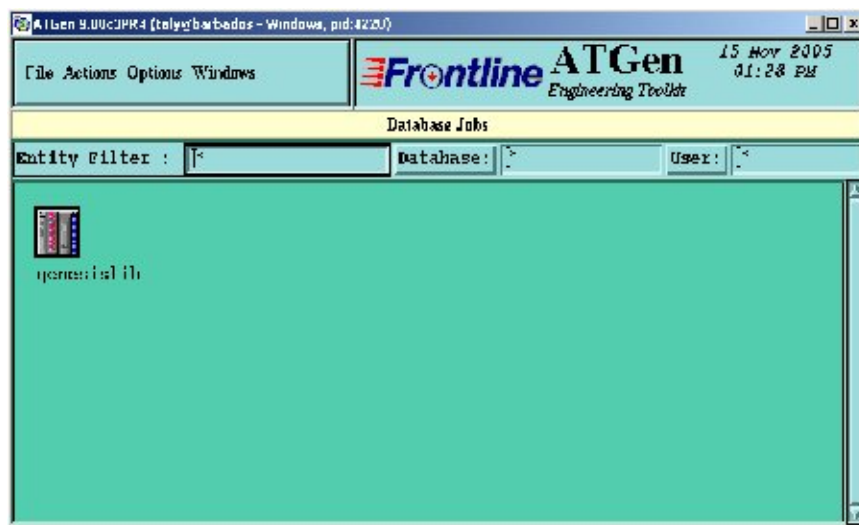 ATGen 9.00c3PR4 (toly@barbados - Windows, pid:4220)
File Actions Options Windows
Frontline ATGen
Engineering Toolkit
15 Nov 2005
01:28 PM
Database Jobs
Entity Filter : * Database: * User: *
genesislib